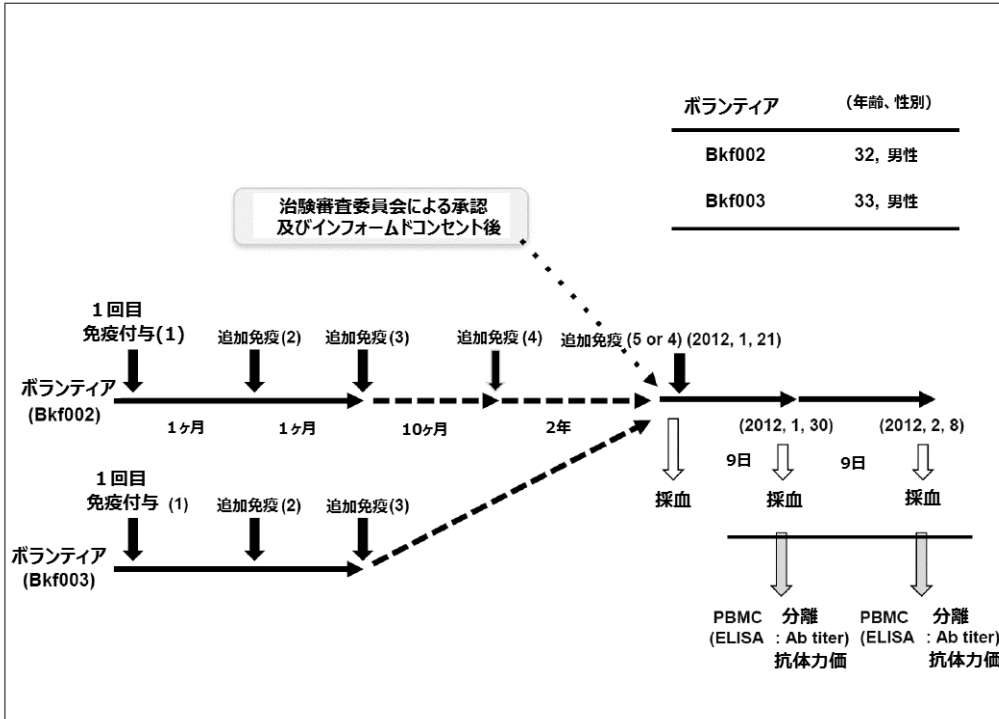 ボランティア (年齢、性別)
Bkf002 32, 男性
Bkf003 33, 男性
治験審査委員会による承認
及びインフォームドコンセント後
1回目
免疫付与(1)
追加免疫(2)
追加免疫(3)
追加免疫(4)
追加免疫(5 or 4) (2012, 1, 21)
ボランティア
(Bkf002)
1ヶ月
1ヶ月
10ヶ月
2年
(2012, 1, 30)
(2012, 2, 8)
9日
9日
採血
採血
採血
1回目
免疫付与 (1)
追加免疫(2)
追加免疫(3)
ボランティア
(Bkf003)
PBMC 分離
(ELISA : Ab titer)
抗体力価
PBMC 分離
(ELISA : Ab titer)
抗体力価